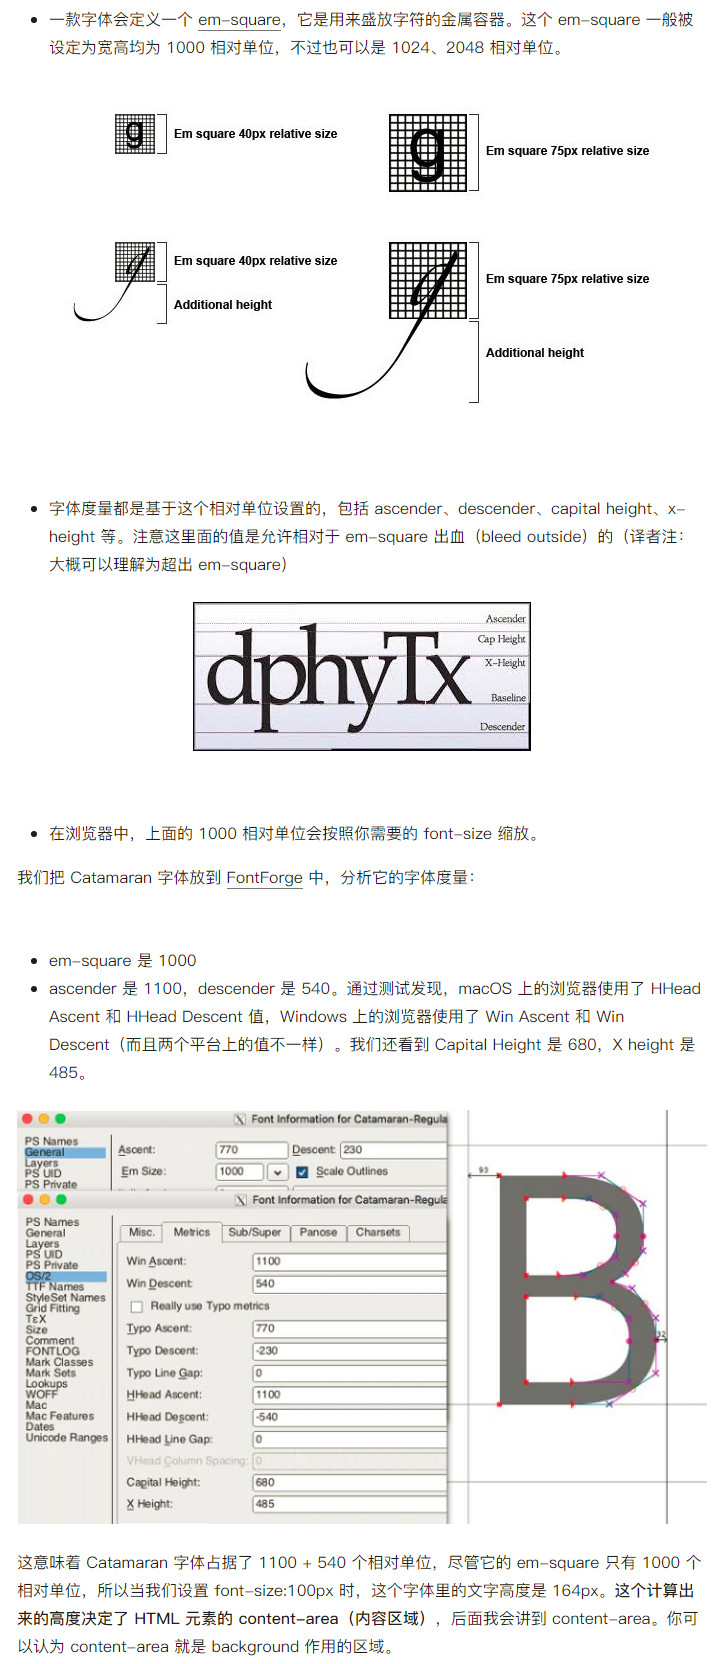 一款字体会定义一个 em-square，它是用来盛放字符的金属容器。这个 em-square 一般被
设定为宽高均为 1000 相对单位，不过也可以是 1024、2048 相对单位。
g
Em square 40px relative size
g
Em square 75px relative size
g
Em square 40px relative size
Additional height
g
Em square 75px relative size
Additional height
字体度量都是基于这个相对单位设置的，包括 ascender、descender、capital height、x-
height 等。注意这里面的值是允许相对于 em-square 出血（bleed outside）的（译者注：
大概可以理解为超出 em-square）
dphyTx
Ascender
Cap Height
X-Height
Baseline
Descender
在浏览器中，上面的 1000 相对单位会按照你需要的 font-size 缩放。
我们把 Catamaran 字体放到 FontForge 中，分析它的字体度量：
em-square 是 1000
ascender 是 1100，descender 是 540。通过测试发现，macOS 上的浏览器使用了 HHead
Ascent 和 HHead Descent 值，Windows 上的浏览器使用了 Win Ascent 和 Win
Descent（而且两个平台上的值不一样）。我们还看到 Capital Height 是 680，X height 是
485。
Font Information for Catamaran-Regula
PS Names
General
Layers
PS UID
PS Private
Ascent: 770 Descent: 230
Em Size: 1000 Scale Outlines
Font Information for Catamaran-Regula
PS Names
General
Layers
PS UID
PS Private
OS/2
TTF Names
StyleSet Names
Grid Fitting
TεX
Size
Comment
FONTLOG
Mark Classes
Mark Sets
Lookups
WOFF
Mac
Mac Features
Dates
Unicode Ranges
Misc. Metrics Sub/Super Panose Charsets
Win Ascent: 1100
Win Descent: 540
Really use Typo metrics
Typo Ascent: 770
Typo Descent: -230
Typo Line Gap: 0
HHead Ascent: 1100
HHead Descent: -540
HHead Line Gap: 0
VHead Column Spacing: 0
Capital Height: 680
X Height: 485
93
B
32
这意味着 Catamaran 字体占据了 1100 + 540 个相对单位，尽管它的 em-square 只有 1000 个
相对单位，所以当我们设置 font-size:100px 时，这个字体里的文字高度是 164px。这个计算出
来的高度决定了 HTML 元素的 content-area（内容区域），后面我会讲到 content-area。你可
以认为 content-area 就是 background 作用的区域。